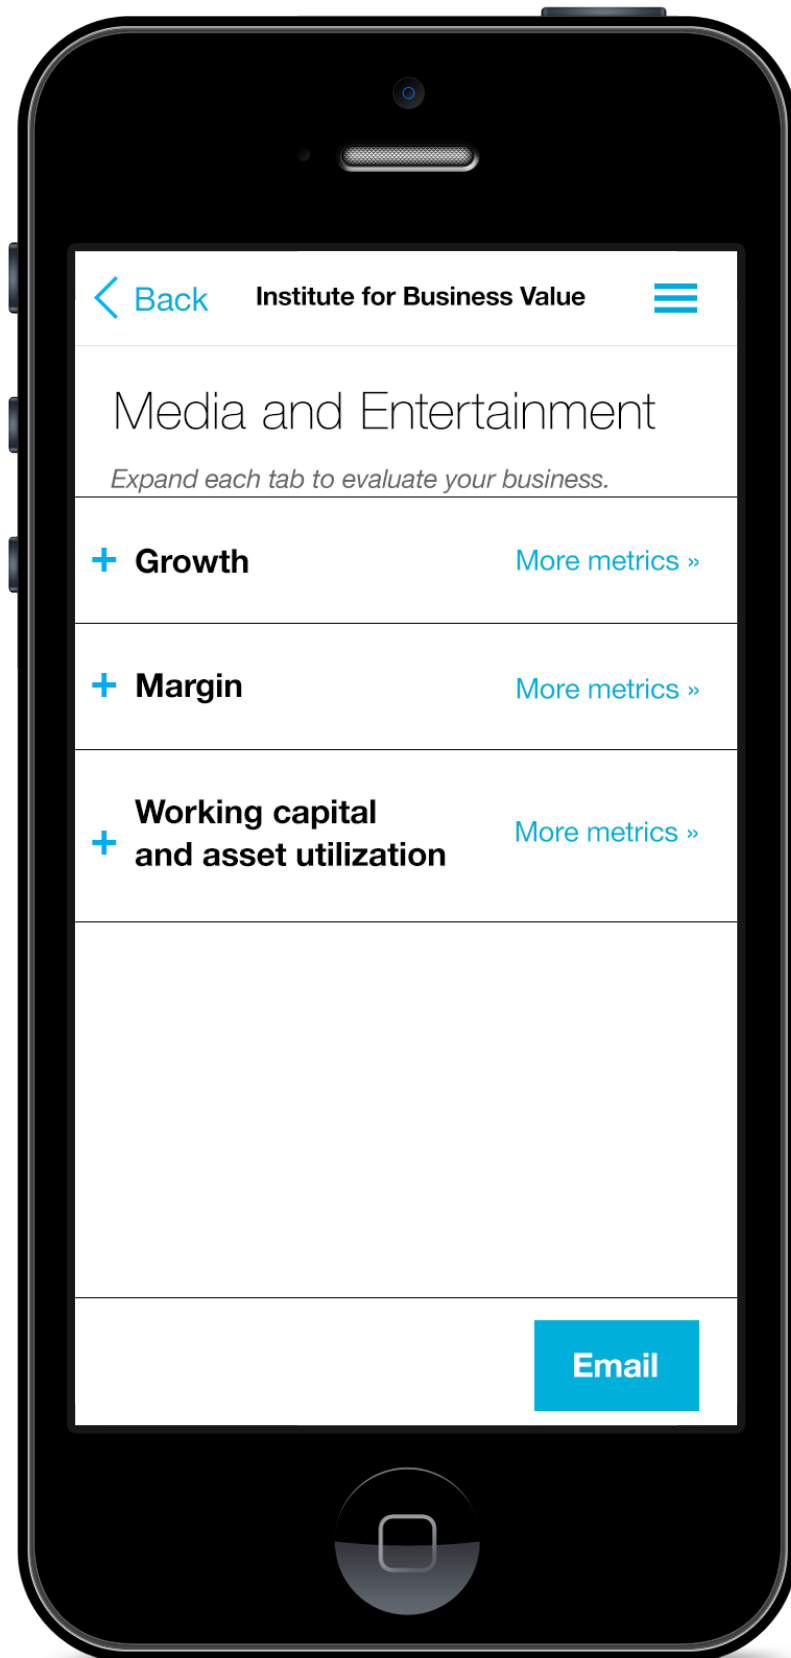 Back
Institute for Business Value
Media and Entertainment
Expand each tab to evaluate your business.
+ Growth
More metrics »
+ Margin
More metrics »
+ Working capital
and asset utilization
More metrics »
Email